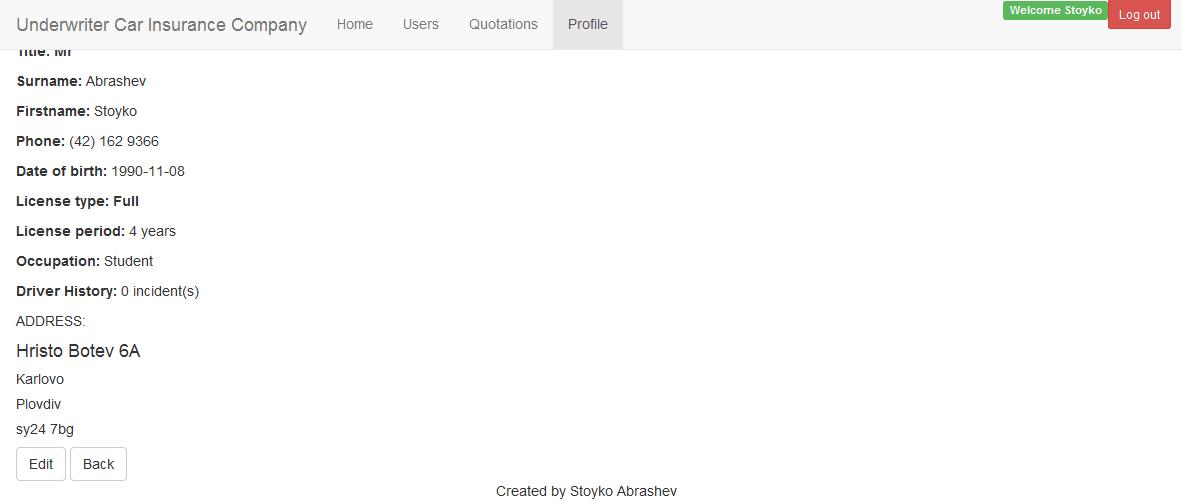 Underwriter Car Insurance Company Home Users Quotations Profile Welcome Stoyko Log out
Title: Mr
Surname: Abrashev
Firstname: Stoyko
Phone: (42) 162 9366
Date of birth: 1990-11-08
License type: Full
License period: 4 years
Occupation: Student
Driver History: 0 incident(s)
ADDRESS:
Hristo Botev 6A
Karlovo
Plovdiv
sy24 7bg
Edit Back
Created by Stoyko Abrashev